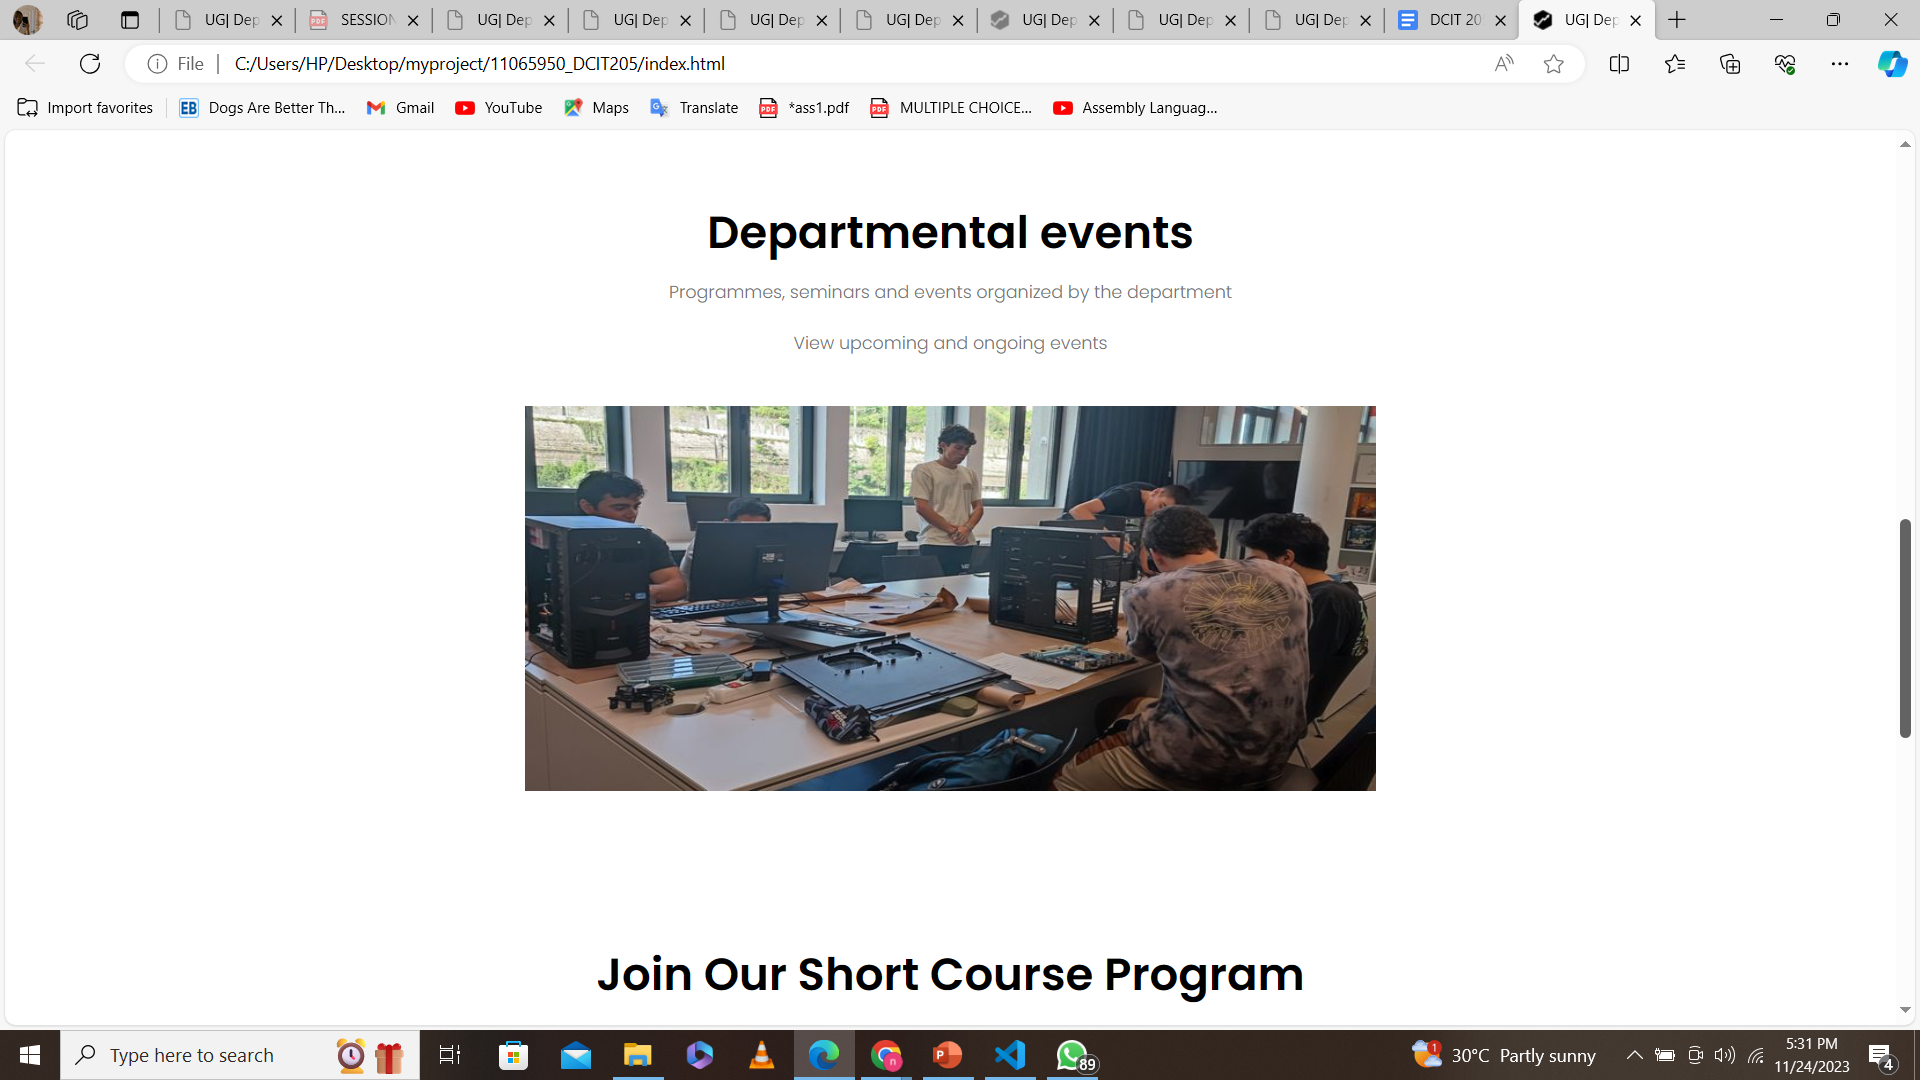 UG| Dep
SESSION
UG| Dep
UG| Dep
UG| Dep
UG| Dep
UG| Dep
UG| Dep
UG| Dep
DCIT 20
UG| Dep
File
C:/Users/HP/Desktop/myproject/11065950_DCIT205/index.html
Import favorites
EB Dogs Are Better Th...
Gmail
YouTube
Maps
Translate
PDF *ass1.pdf
PDF MULTIPLE CHOICE...
Assembly Languag...
Departmental events
Programmes, seminars and events organized by the department
View upcoming and ongoing events
Join Our Short Course Program
Type here to search
89
1
30°C Partly sunny
5:31 PM
11/24/2023
4